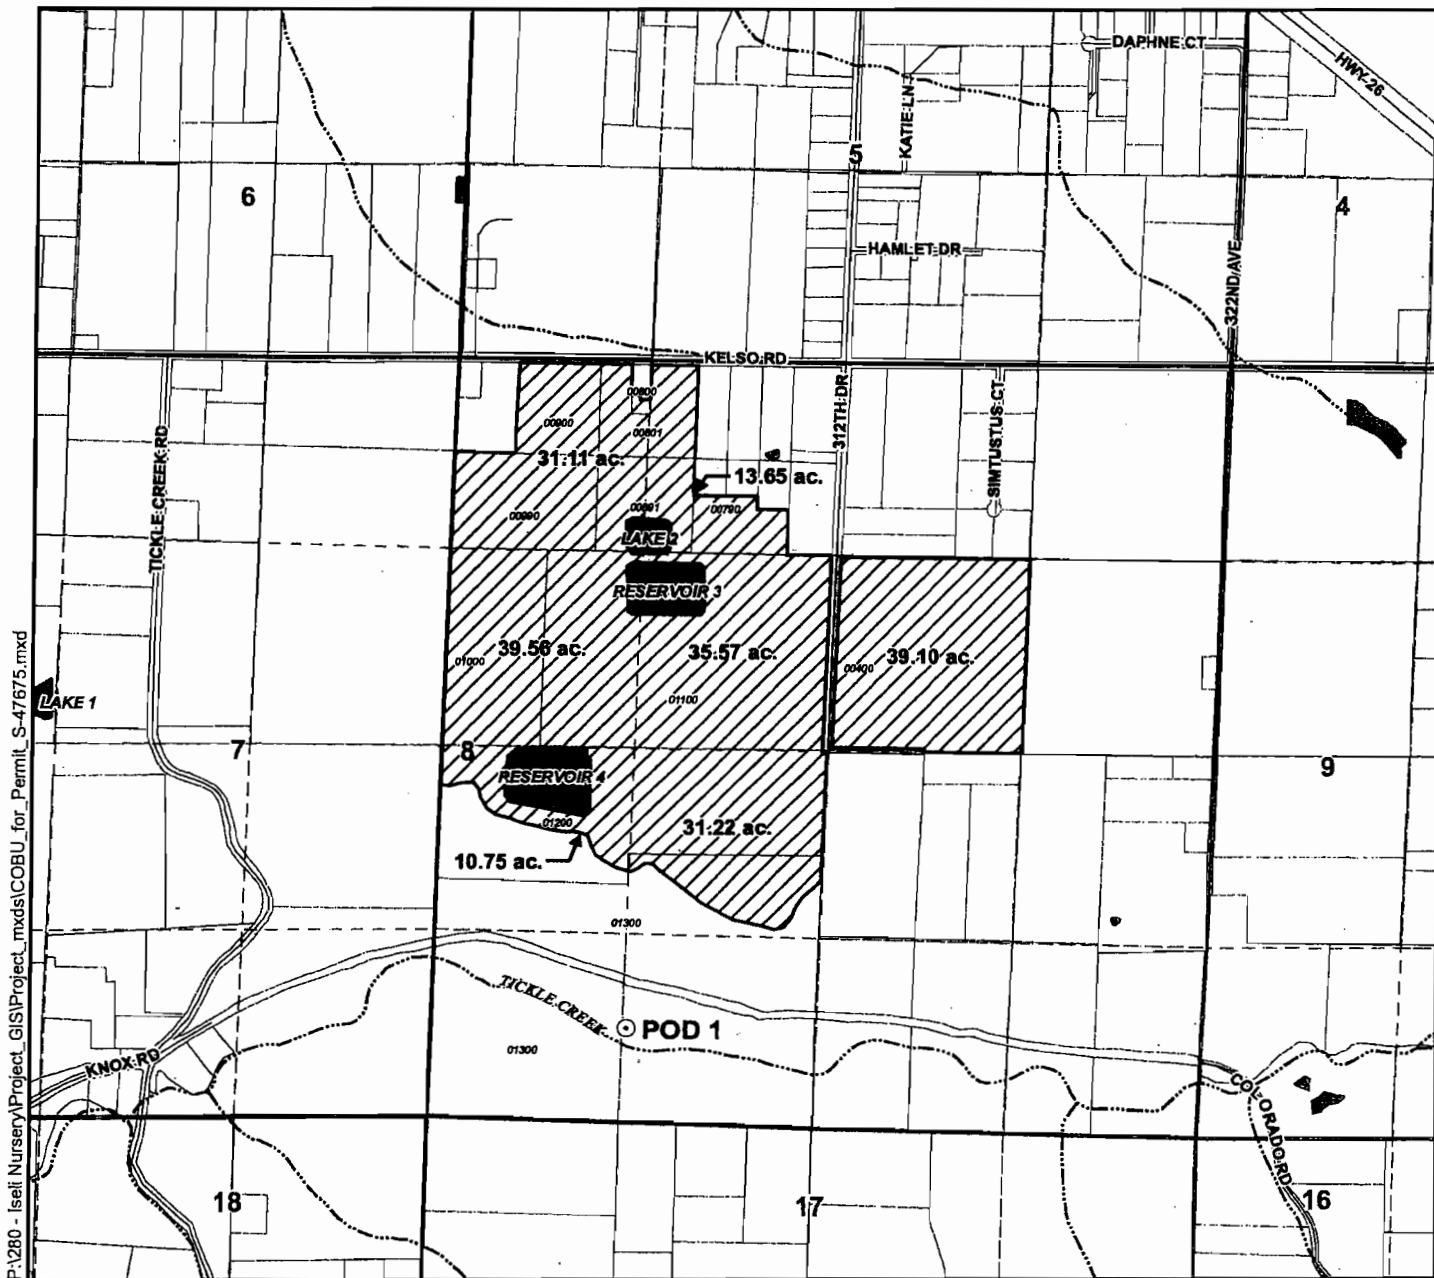 DAPHNE CT
HWY 26
KATIE LN
5
6
4
HAMLET DR
322ND AVE
KELSO RD
00800
00900
00801
31.11 ac.
312TH DR
SIMTUSTUS CT
TICKLE CREEK RD
13.65 ac.
00990
00891
00790
LAKE 2
RESERVOIR 3
39.56 ac.
35.57 ac.
39.10 ac.
01000
00400
01100
LAKE 1
7
8
9
RESERVOIR 4
01200
31.22 ac.
10.75 ac.
01300
TICKLE CREEK
POD 1
01300
KNOX RD
COLORADO RD
18
17
16
P:\280 - Iseli Nursery\Project_GIS\Project_mxds\COBU_for_Permit_S-47675.mxd